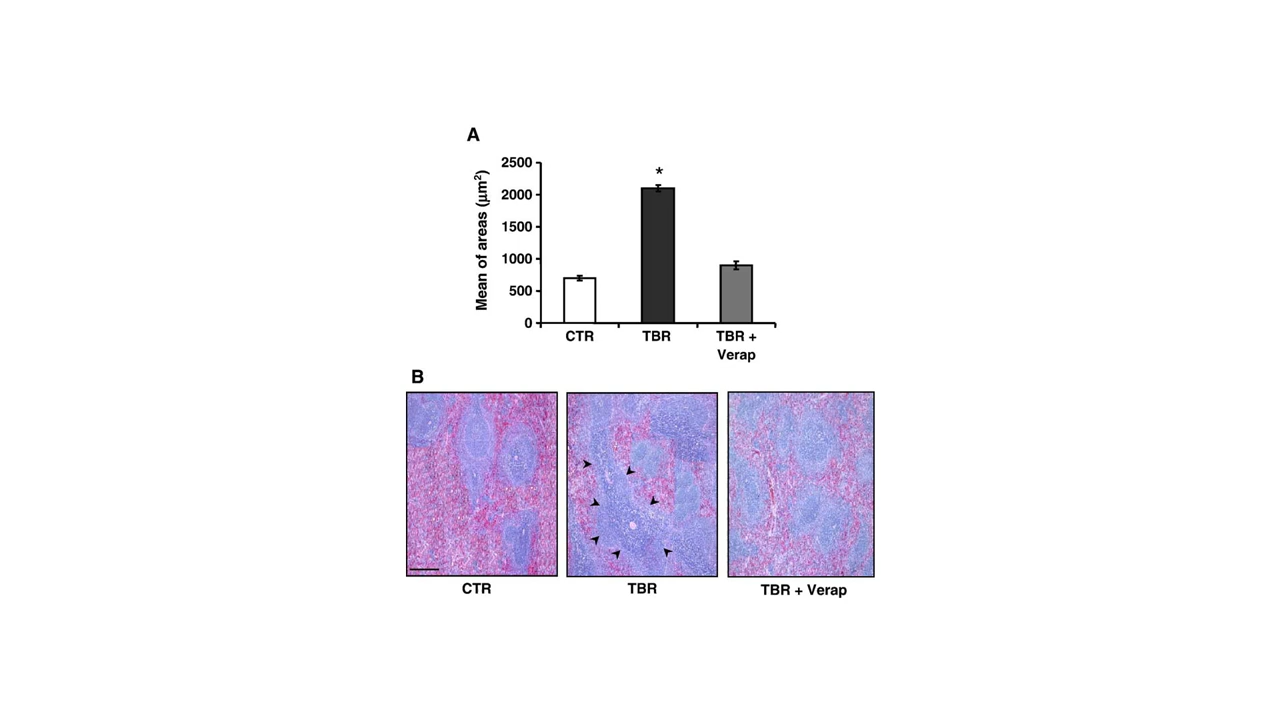 A
Mean of areas (μm²)
2500
2000
1500
1000
500
0
*
CTR
TBR
TBR +
Verap
B
CTR
TBR
TBR + Verap